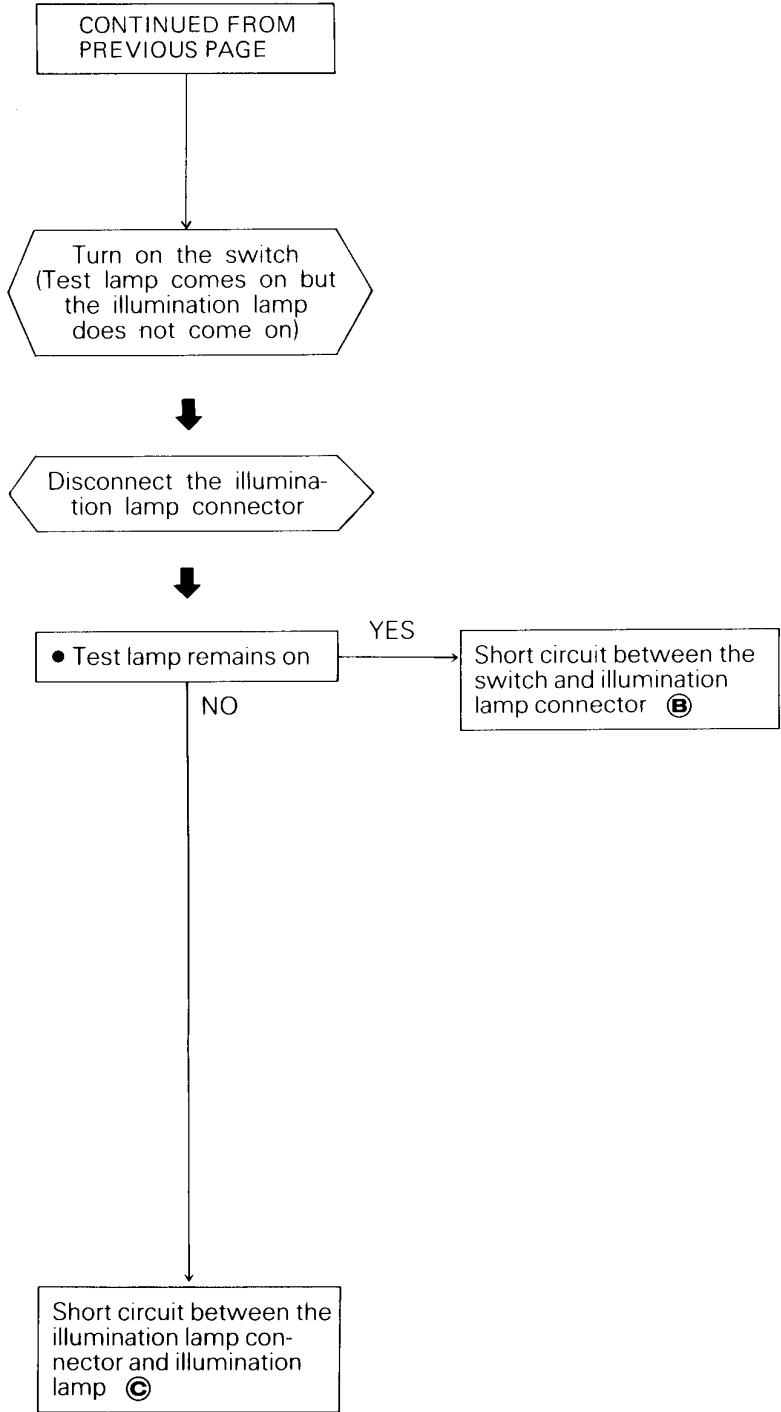 CONTINUED FROM
PREVIOUS PAGE
Turn on the switch
(Test lamp comes on but
the illumination lamp
does not come on)
Disconnect the illumina-
tion lamp connector
● Test lamp remains on
YES
Short circuit between the
switch and illumination
lamp connector Ⓑ
NO
Short circuit between the
illumination lamp con-
nector and illumination
lamp Ⓒ